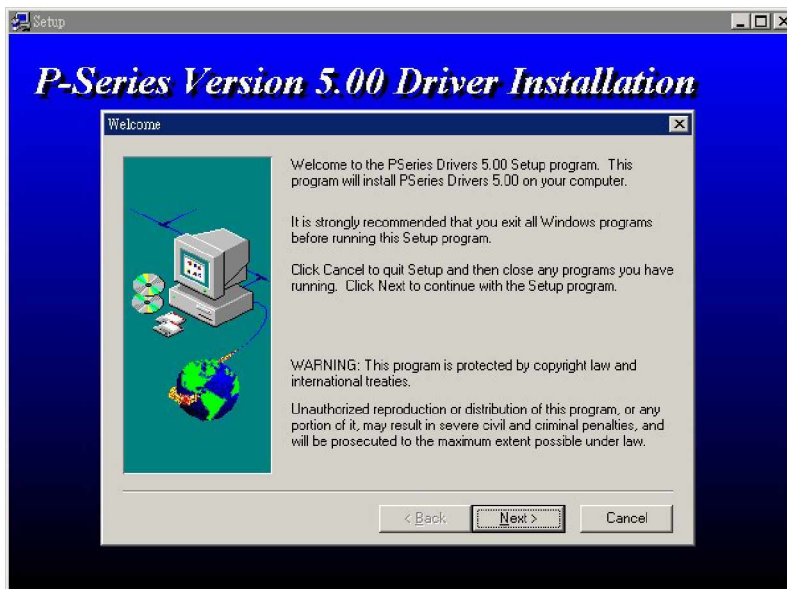 Setup
P-Series Version 5.00 Driver Installation
Welcome
Welcome to the PSeries Drivers 5.00 Setup program. This
program will install PSeries Drivers 5.00 on your computer.
It is strongly recommended that you exit all Windows programs
before running this Setup program.
Click Cancel to quit Setup and then close any programs you have
running. Click Next to continue with the Setup program.
WARNING: This program is protected by copyright law and
international treaties.
Unauthorized reproduction or distribution of this program, or any
portion of it, may result in severe civil and criminal penalties, and
will be prosecuted to the maximum extent possible under law.
< Back
Next >
Cancel